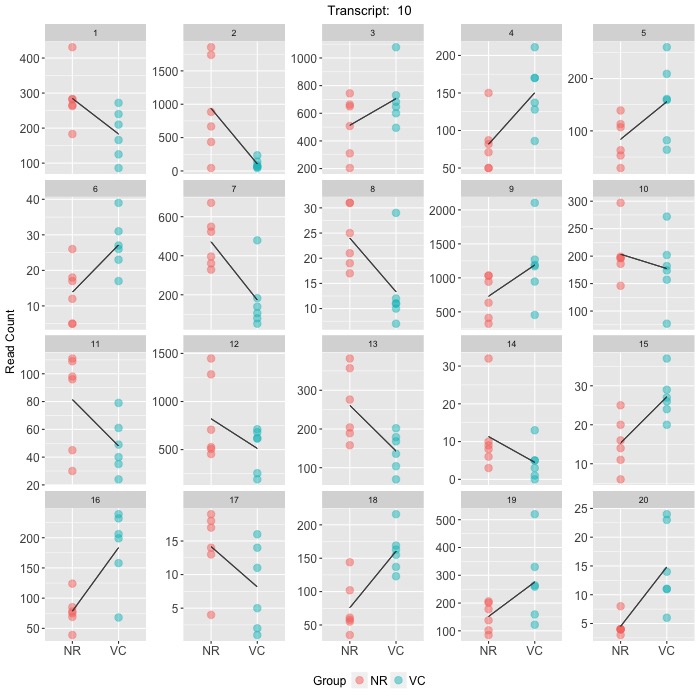 Transcript: 10
1 2 3 4 5
400 300 200 100
1500 1000 500 0
1000 800 600 400 200
200 150 100 50
200 100
6 7 8 9 10
40 30 20 10
600 400 200
30 25 20 15 10
2000 1500 1000 500
300 250 200 150 100
Read Count
11 12 13 14 15
100 80 60 40 20
1500 1000 500
300 200 100
30 20 10 0
30 20 10
16 17 18 19 20
200 150 100 50
15 10 5
200 150 100 50
500 400 300 200 100
25 20 15 10 5
NR VC NR VC NR VC NR VC NR VC
Group NR VC